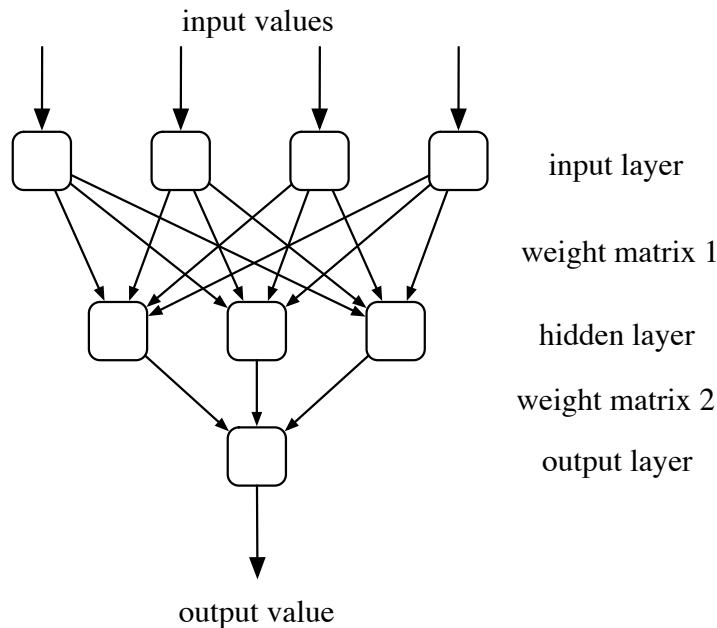 input values
input layer
weight matrix 1
hidden layer
weight matrix 2
output layer
output value